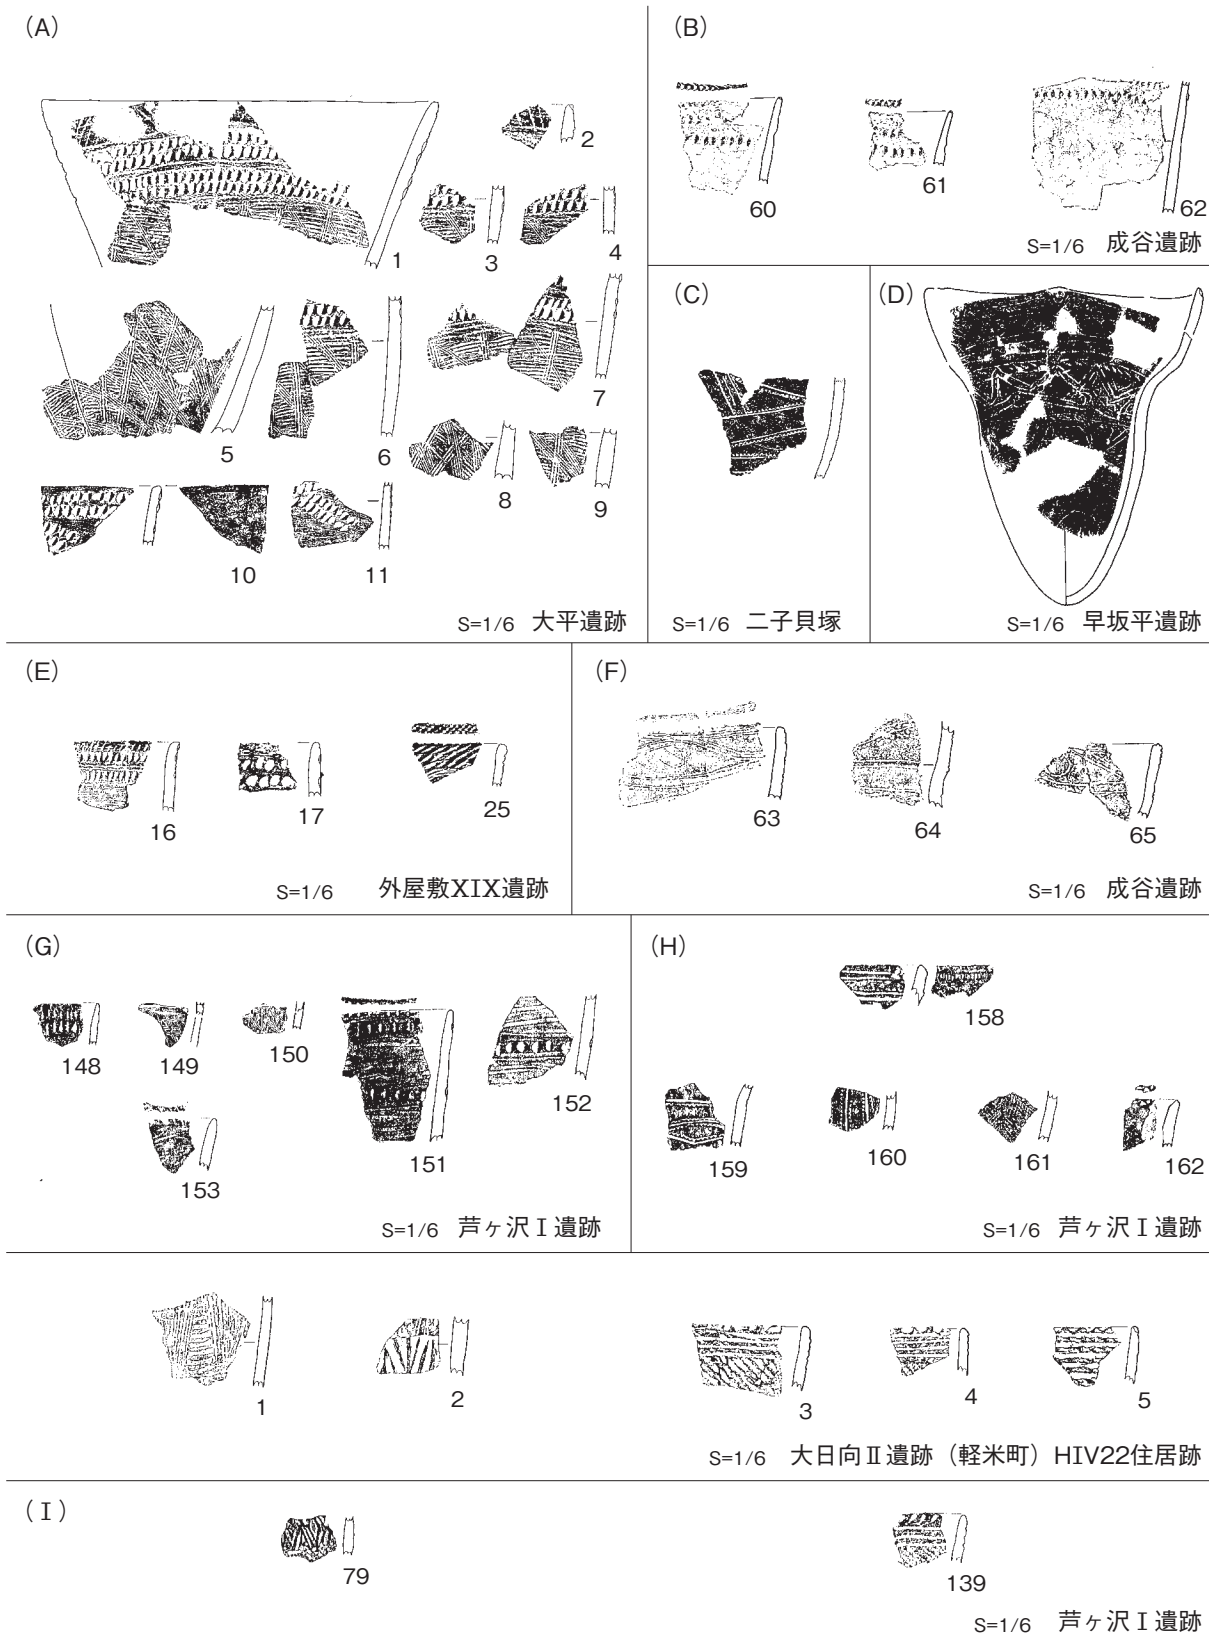 (A)
1
2
3
4
5
6
7
8
9
10
11
S=1/6 大平遺跡
(B)
60
61
62
S=1/6 成谷遺跡
(C)
S=1/6 二子貝塚
(D)
S=1/6 早坂平遺跡
(E)
16
17
25
S=1/6 外屋敷XIX遺跡
(F)
63
64
65
S=1/6 成谷遺跡
(G)
148
149
150
151
152
153
S=1/6 芦ヶ沢Ⅰ遺跡
(H)
158
159
160
161
162
S=1/6 芦ヶ沢Ⅰ遺跡
1
2
3
4
5
S=1/6 大日向Ⅱ遺跡（軽米町）HIV22住居跡
(I)
79
139
S=1/6 芦ヶ沢Ⅰ遺跡